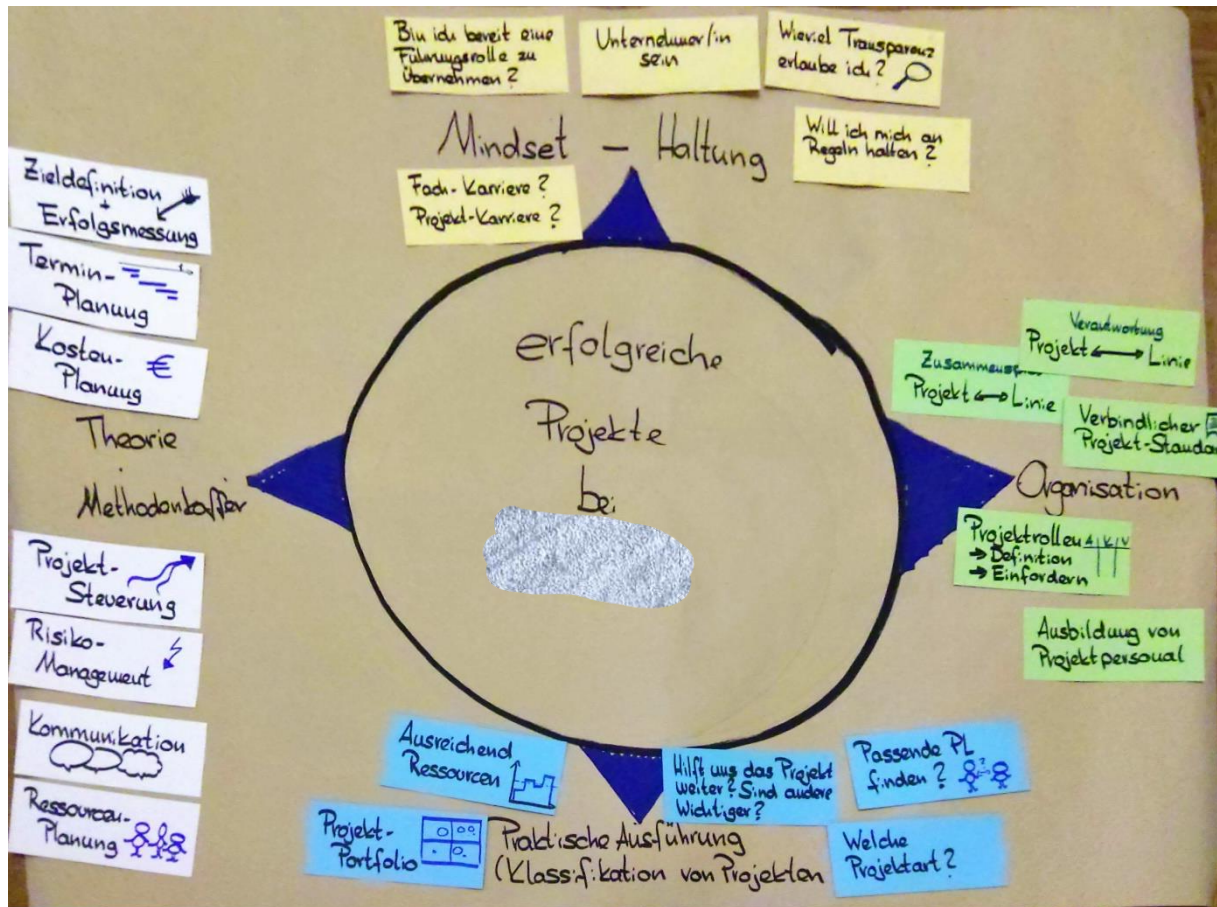 Bin ich bereit eine
Führungsrolle zu
übernehmen?
Unternehmer/in
sein
Wieviel Transparenz
erlaube ich?
Mindset – Haltung
Will ich mich an
Regeln halten?
Fach-Karriere?
Projekt-Karriere?
Zieldefinition
+
Erfolgsmessung
Termin-
Planung
Kosten-
Planung €
Theorie
Methodenkoffer
Projekt-
Steuerung
Risiko-
Management
Kommunikation
Ressourcen-
Planung
erfolgreiche
Projekte
bei
Verantwortung
Projekt ↔ Linie
Projekt ↔ Linie
Verbindlicher
Organisation
Projektrollen A|K|V
→ Definition
→ Einfordern
Ausbildung von
Projektpersonal
Ausreichend
Ressourcen
Hilft uns das Projekt
weiter? Sind andere
Wichtiger?
Passende PL
finden?
Projekt-
Portfolio
Praktische Ausführung
(Klassifikation von Projekten
Welche
Projektart?